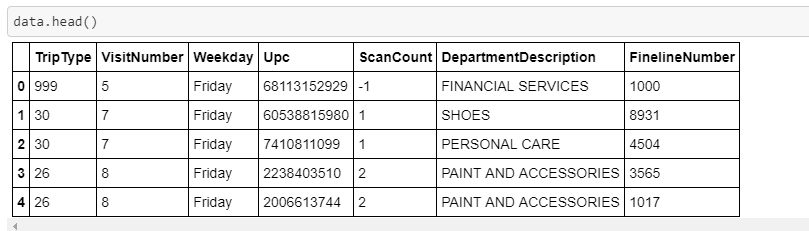 data.head()
TripType VisitNumber Weekday Upc ScanCount DepartmentDescription FinelineNumber
0 999 5 Friday 68113152929 -1 FINANCIAL SERVICES 1000
1 30 7 Friday 60538815980 1 SHOES 8931
2 30 7 Friday 7410811099 1 PERSONAL CARE 4504
3 26 8 Friday 2238403510 2 PAINT AND ACCESSORIES 3565
4 26 8 Friday 2006613744 2 PAINT AND ACCESSORIES 1017